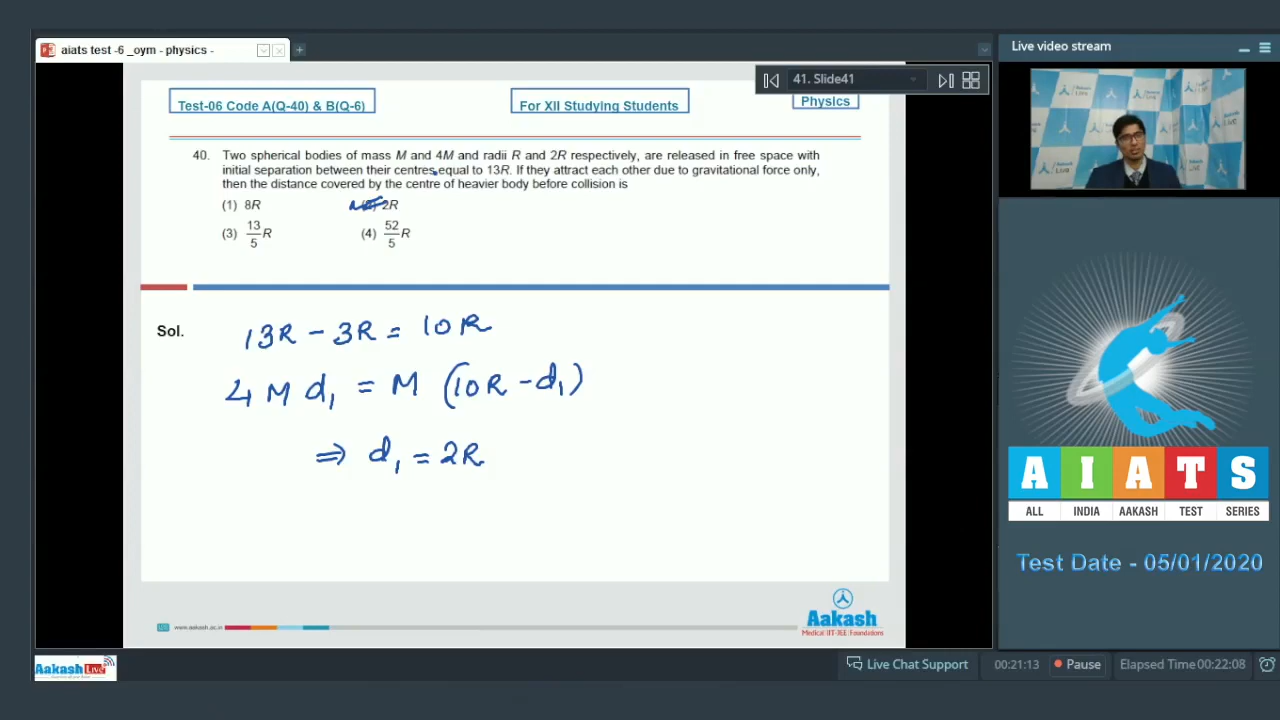 aiats test -6 _oym - physics -
Live video stream
41. Slide41
Test-06 Code A(Q-40) & B(Q-6)
For XII Studying Students
Physics
40. Two spherical bodies of mass M and 4M and radii R and 2R respectively, are released in free space with
initial separation between their centres equal to 13R. If they attract each other due to gravitational force only,
then the distance covered by the centre of heavier body before collision is
(1) 8R (2) 2R
(3) 13/5 R (4) 52/5 R
Sol.
13R - 3R = 10R
4 M d₁ = M (10R - d₁)
⇒ d₁ = 2R
A I A T S
ALL INDIA AAKASH TEST SERIES
Test Date - 05/01/2020
www.aakash.ac.in
Aakash
Medical|IIT-JEE|Foundations
Aakash Live
Live Chat Support
00:21:13
Pause
Elapsed Time 00:22:08